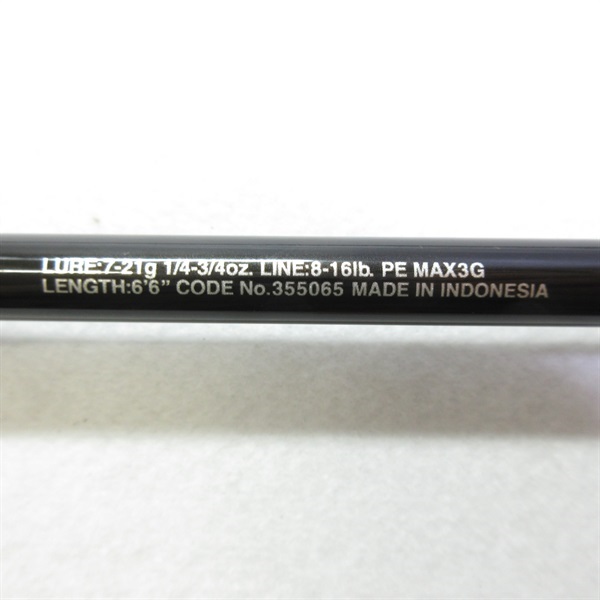 LURE:7-21g 1/4-3/4oz. LINE:8-16lb. PE MAX3G
LENGTH:6'6" CODE No.355065 MADE IN INDONESIA